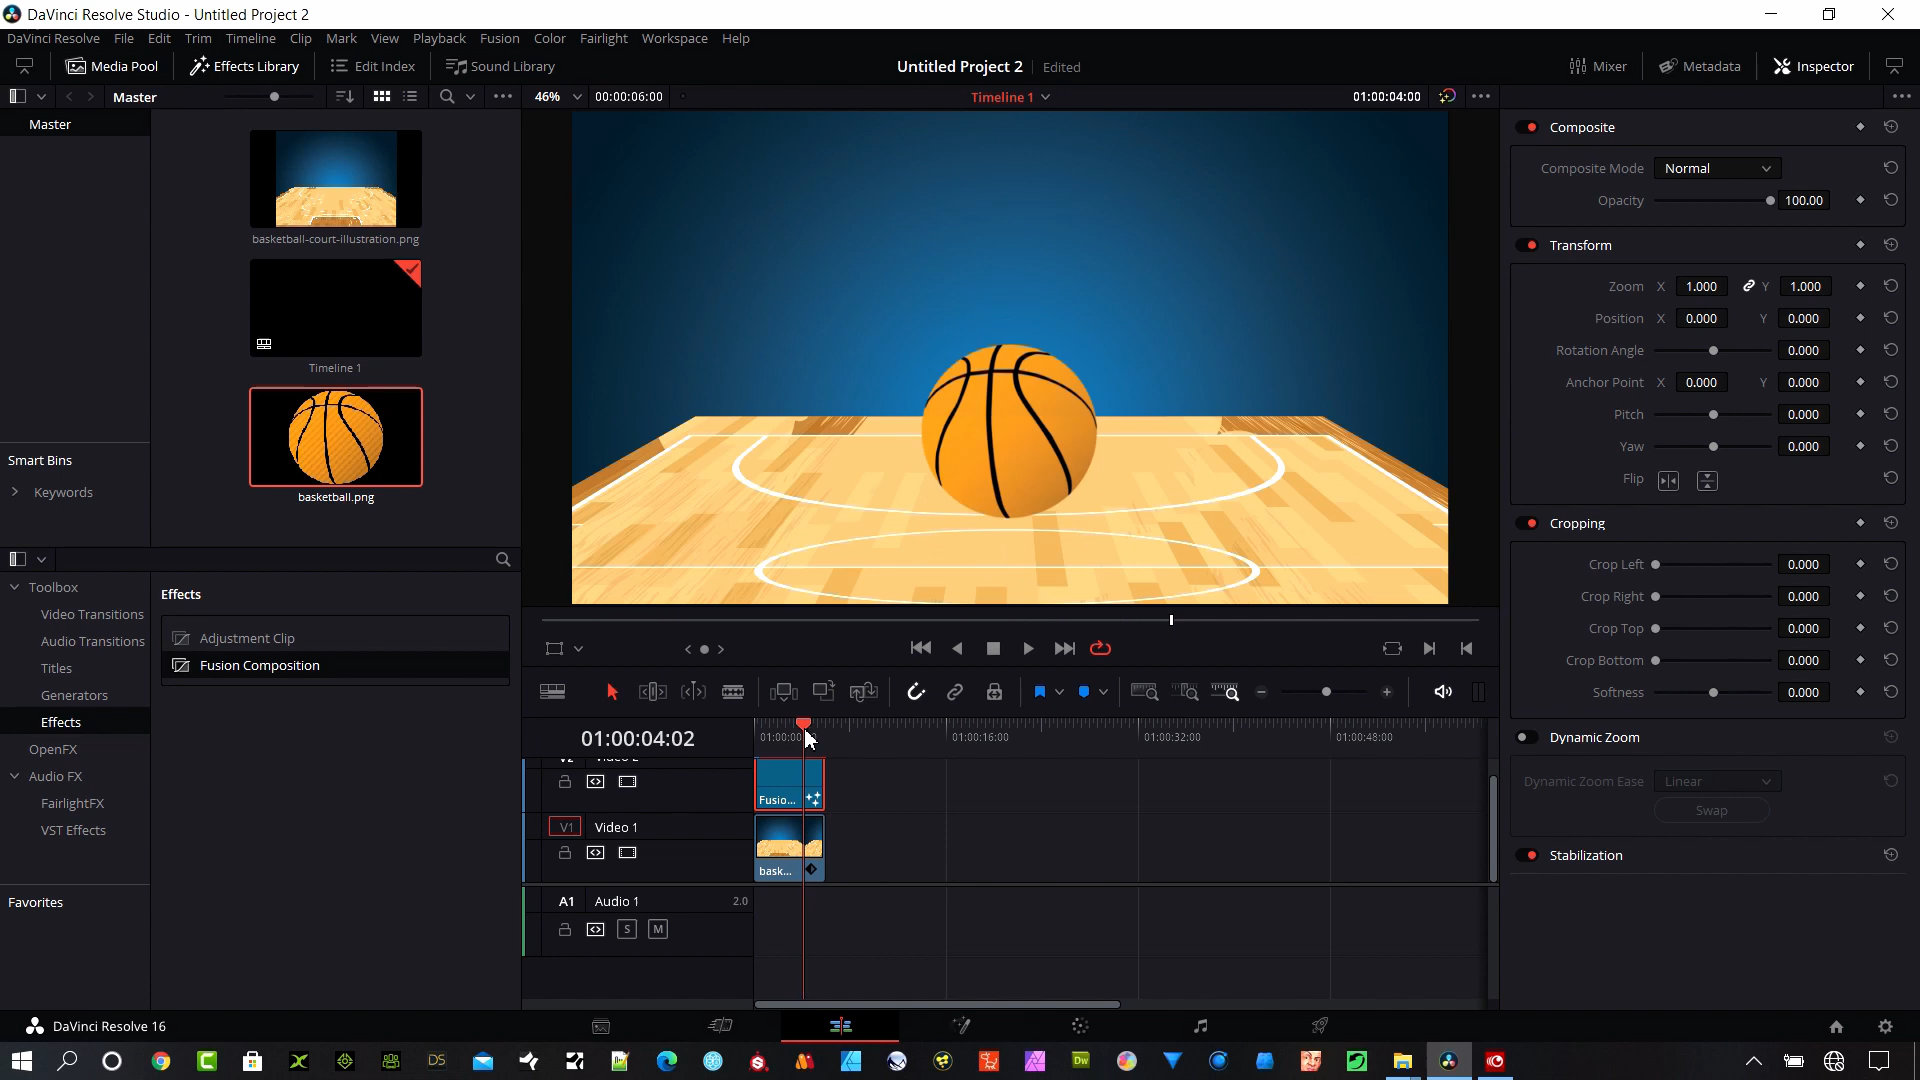 DaVinci Resolve Studio - Untitled Project 2
DaVinci Resolve File Edit Trim Timeline Clip Mark View Playback Fusion Color Fairlight Workspace Help
Media Pool Effects Library Edit Index Sound Library Untitled Project 2 Edited Mixer Metadata Inspector
Master 46% 00:00:06:00 Timeline 1 01:00:04:00
Master
basketball-court-illustration.png
Timeline 1
basketball.png
Smart Bins
Keywords
Composite
Composite Mode Normal
Opacity 100.00
Transform
Zoom X 1.000 Y 1.000
Position X 0.000 Y 0.000
Rotation Angle 0.000
Anchor Point X 0.000 Y 0.000
Pitch 0.000
Yaw 0.000
Flip
Cropping
Crop Left 0.000
Crop Right 0.000
Crop Top 0.000
Crop Bottom 0.000
Softness 0.000
Dynamic Zoom
Dynamic Zoom Ease Linear
Swap
Stabilization
Toolbox
Video Transitions
Audio Transitions
Titles
Generators
Effects
OpenFX
Audio FX
FairlightFX
VST Effects
Favorites
Effects
Adjustment Clip
Fusion Composition
01:00:04:02
01:00:16:00 01:00:32:00 01:00:48:00
Fusio...
V1 Video 1
bask...
A1 Audio 1 2.0
S M
DaVinci Resolve 16
DS
Dw